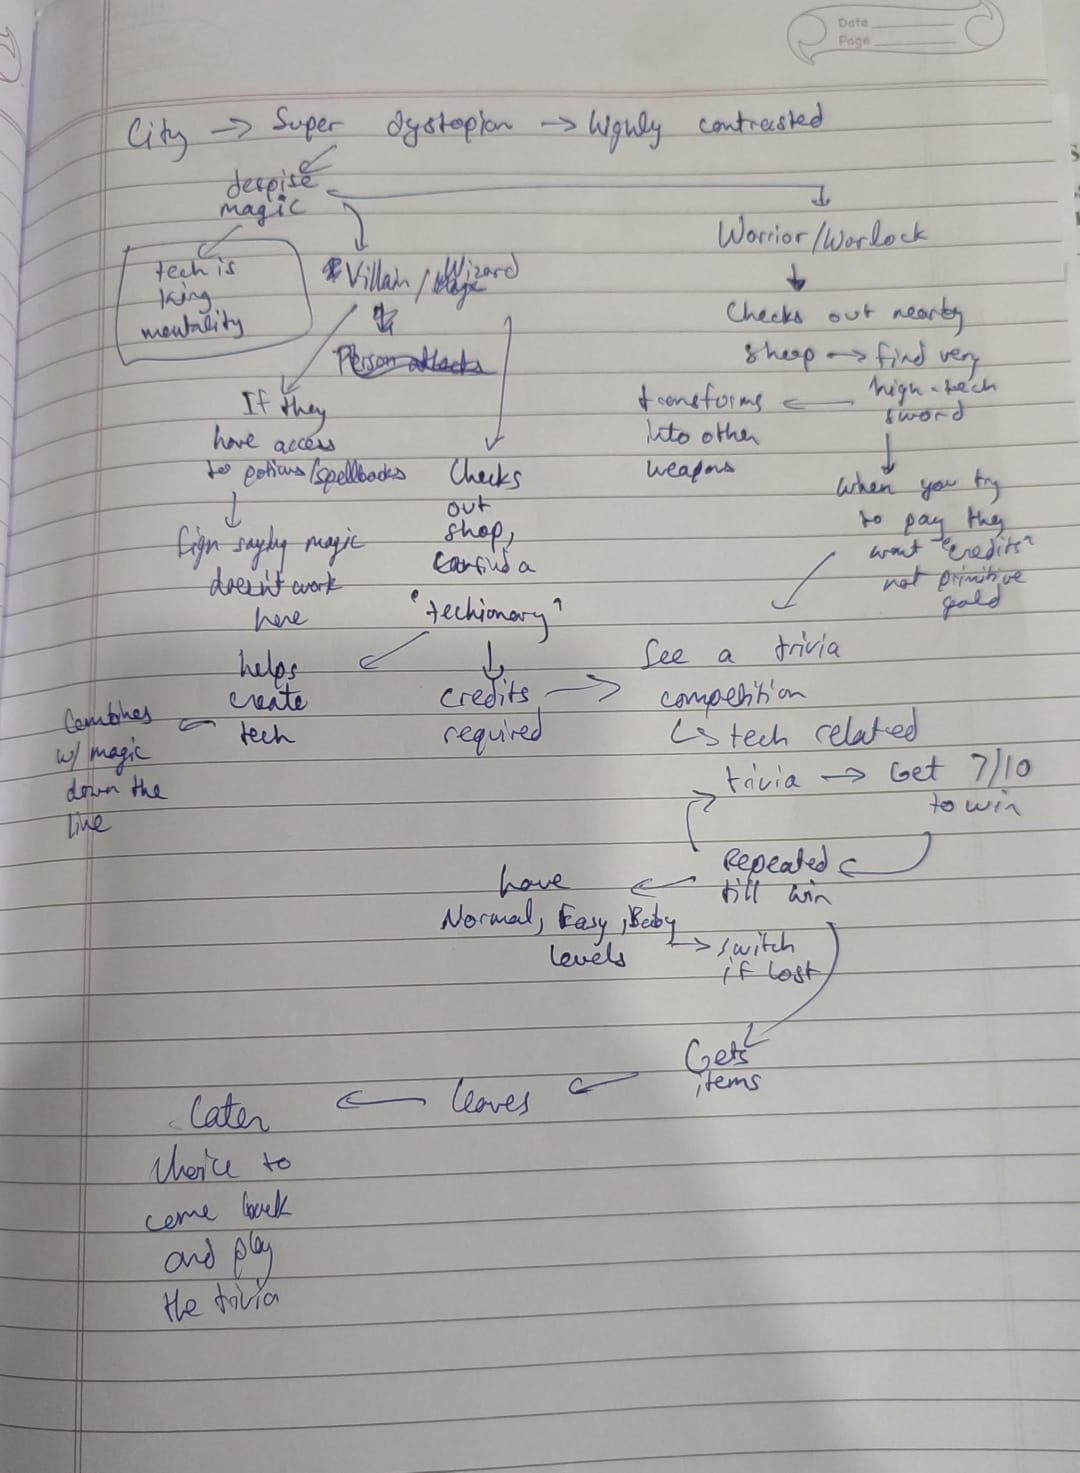 Date
Page
City → Super dystopian → highly contrasted
despise
magic
tech is
king
mentality
Villain / Wizard
Person attacks
If they
have access
to potions/spellbooks
Sign saying magic
doesn't work
here
Checks
out
shop,
can find a
"techionary"
helps
create
tech
Combines
w/ magic
down the
line
credits
required
Worrior/Warlock
Checks out nearby
shop → find very
high-tech
sword
transforms
into other
weapons
when you try
to pay they
want "credits"
not primitive
gold
See a trivia
competition
↳ tech related
trivia → Get 7/10
to win
Repeated
till win
have
Normal, Easy, Baby
levels
→ switch
if lost
Gets
items
leaves
Later
choice to
come back
and play
the trivia